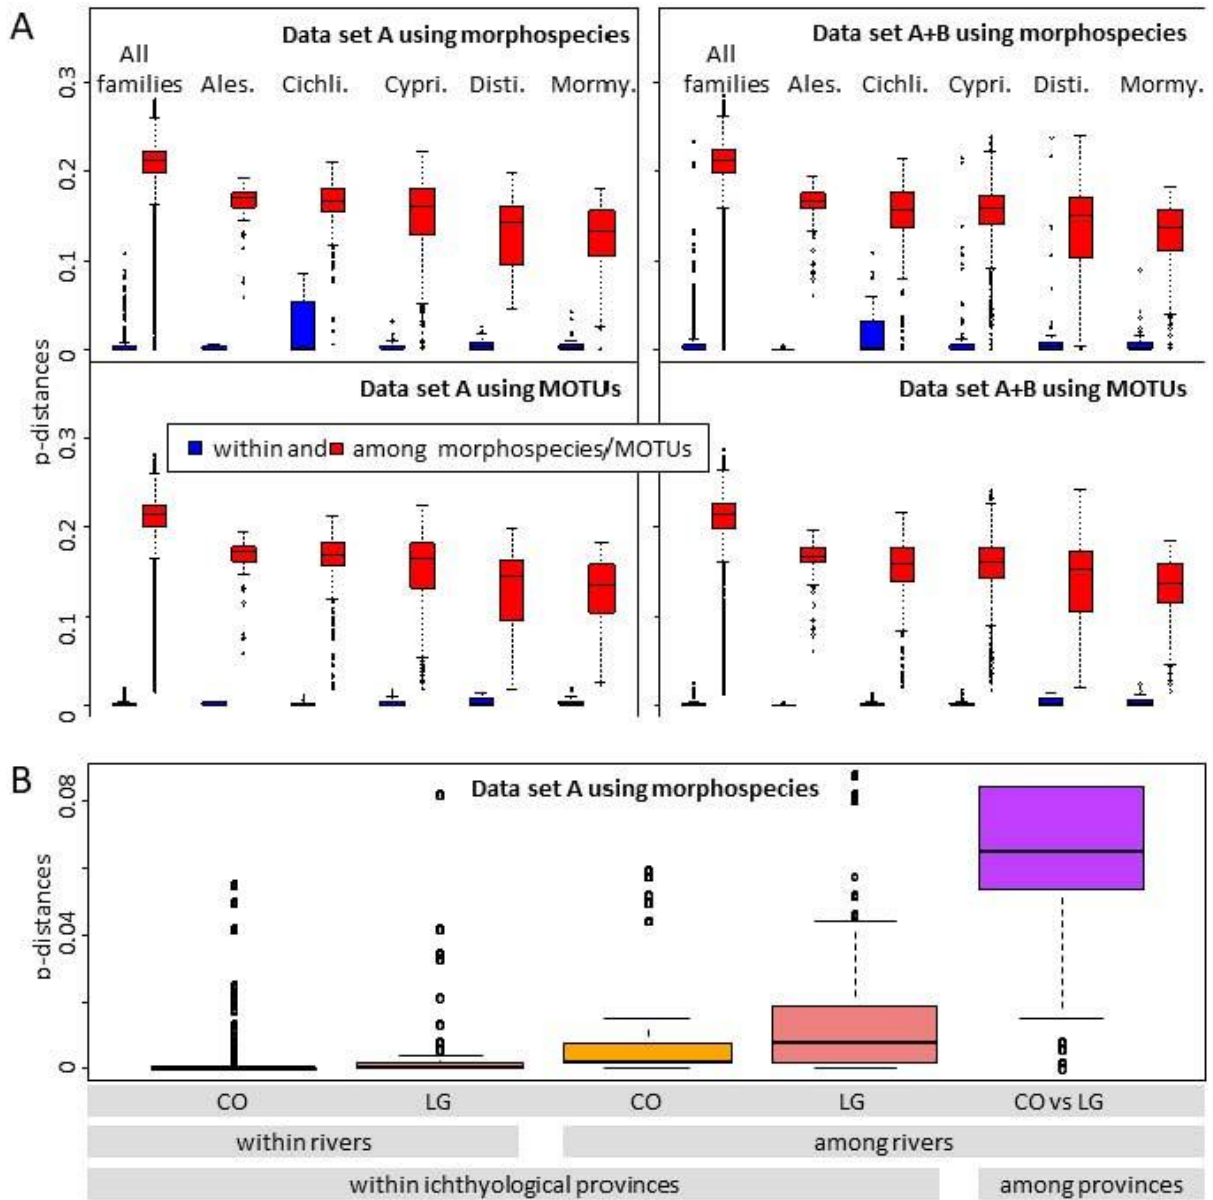 A
Data set A using morphospecies
All
families Ales. Cichli. Cypri. Disti. Mormy.
0.3
0.2
0.1
0
Data set A+B using morphospecies
All
families Ales. Cichli. Cypri. Disti. Mormy.
p-distances
Data set A using MOTUs
Data set A+B using MOTUs
within and among morphospecies/MOTUs
0.3
0.2
0.1
0
B
Data set A using morphospecies
p-distances
0.08
0.04
0
CO LG CO LG CO vs LG
within rivers among rivers
within ichthyological provinces among provinces